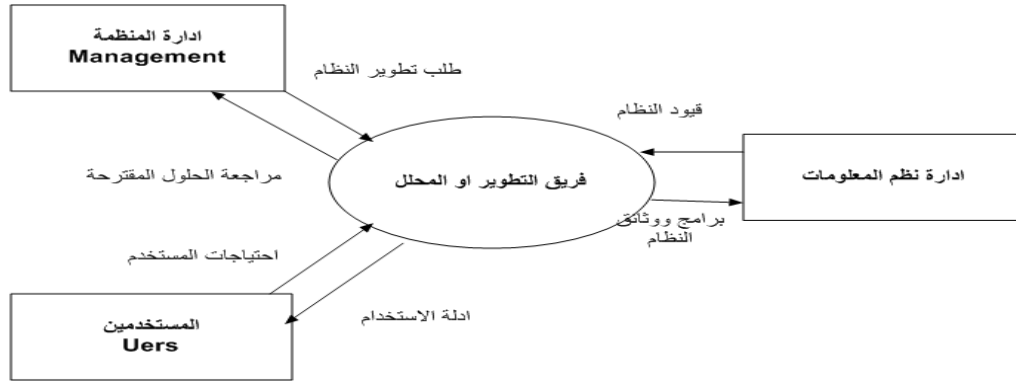 ادارة المنظمة
Management
طلب تطوير النظام
قيود النظام
مراجعة الحلول المقترحة
فريق التطوير او المحلل
ادارة نظم المعلومات
برامج ووثائق
النظام
احتياجات المستخدم
ادلة الاستخدام
المستخدمين
Uers